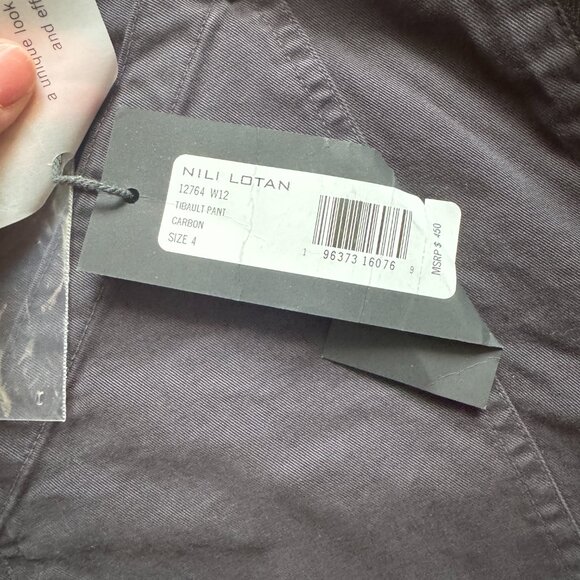 a unique look
and eff
NILI LOTAN
12764 W12
TIBAULT PANT
CARBON
SIZE 4
1 96373 16076 9
MSRP $ 450
1